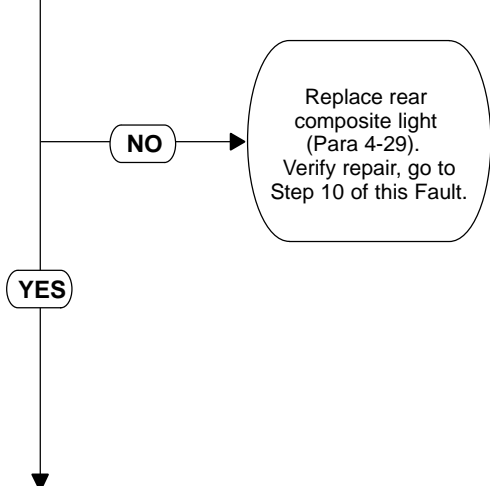 Replace rear
composite light
(Para 4-29).
Verify repair, go to
Step 10 of this Fault.
NO
YES